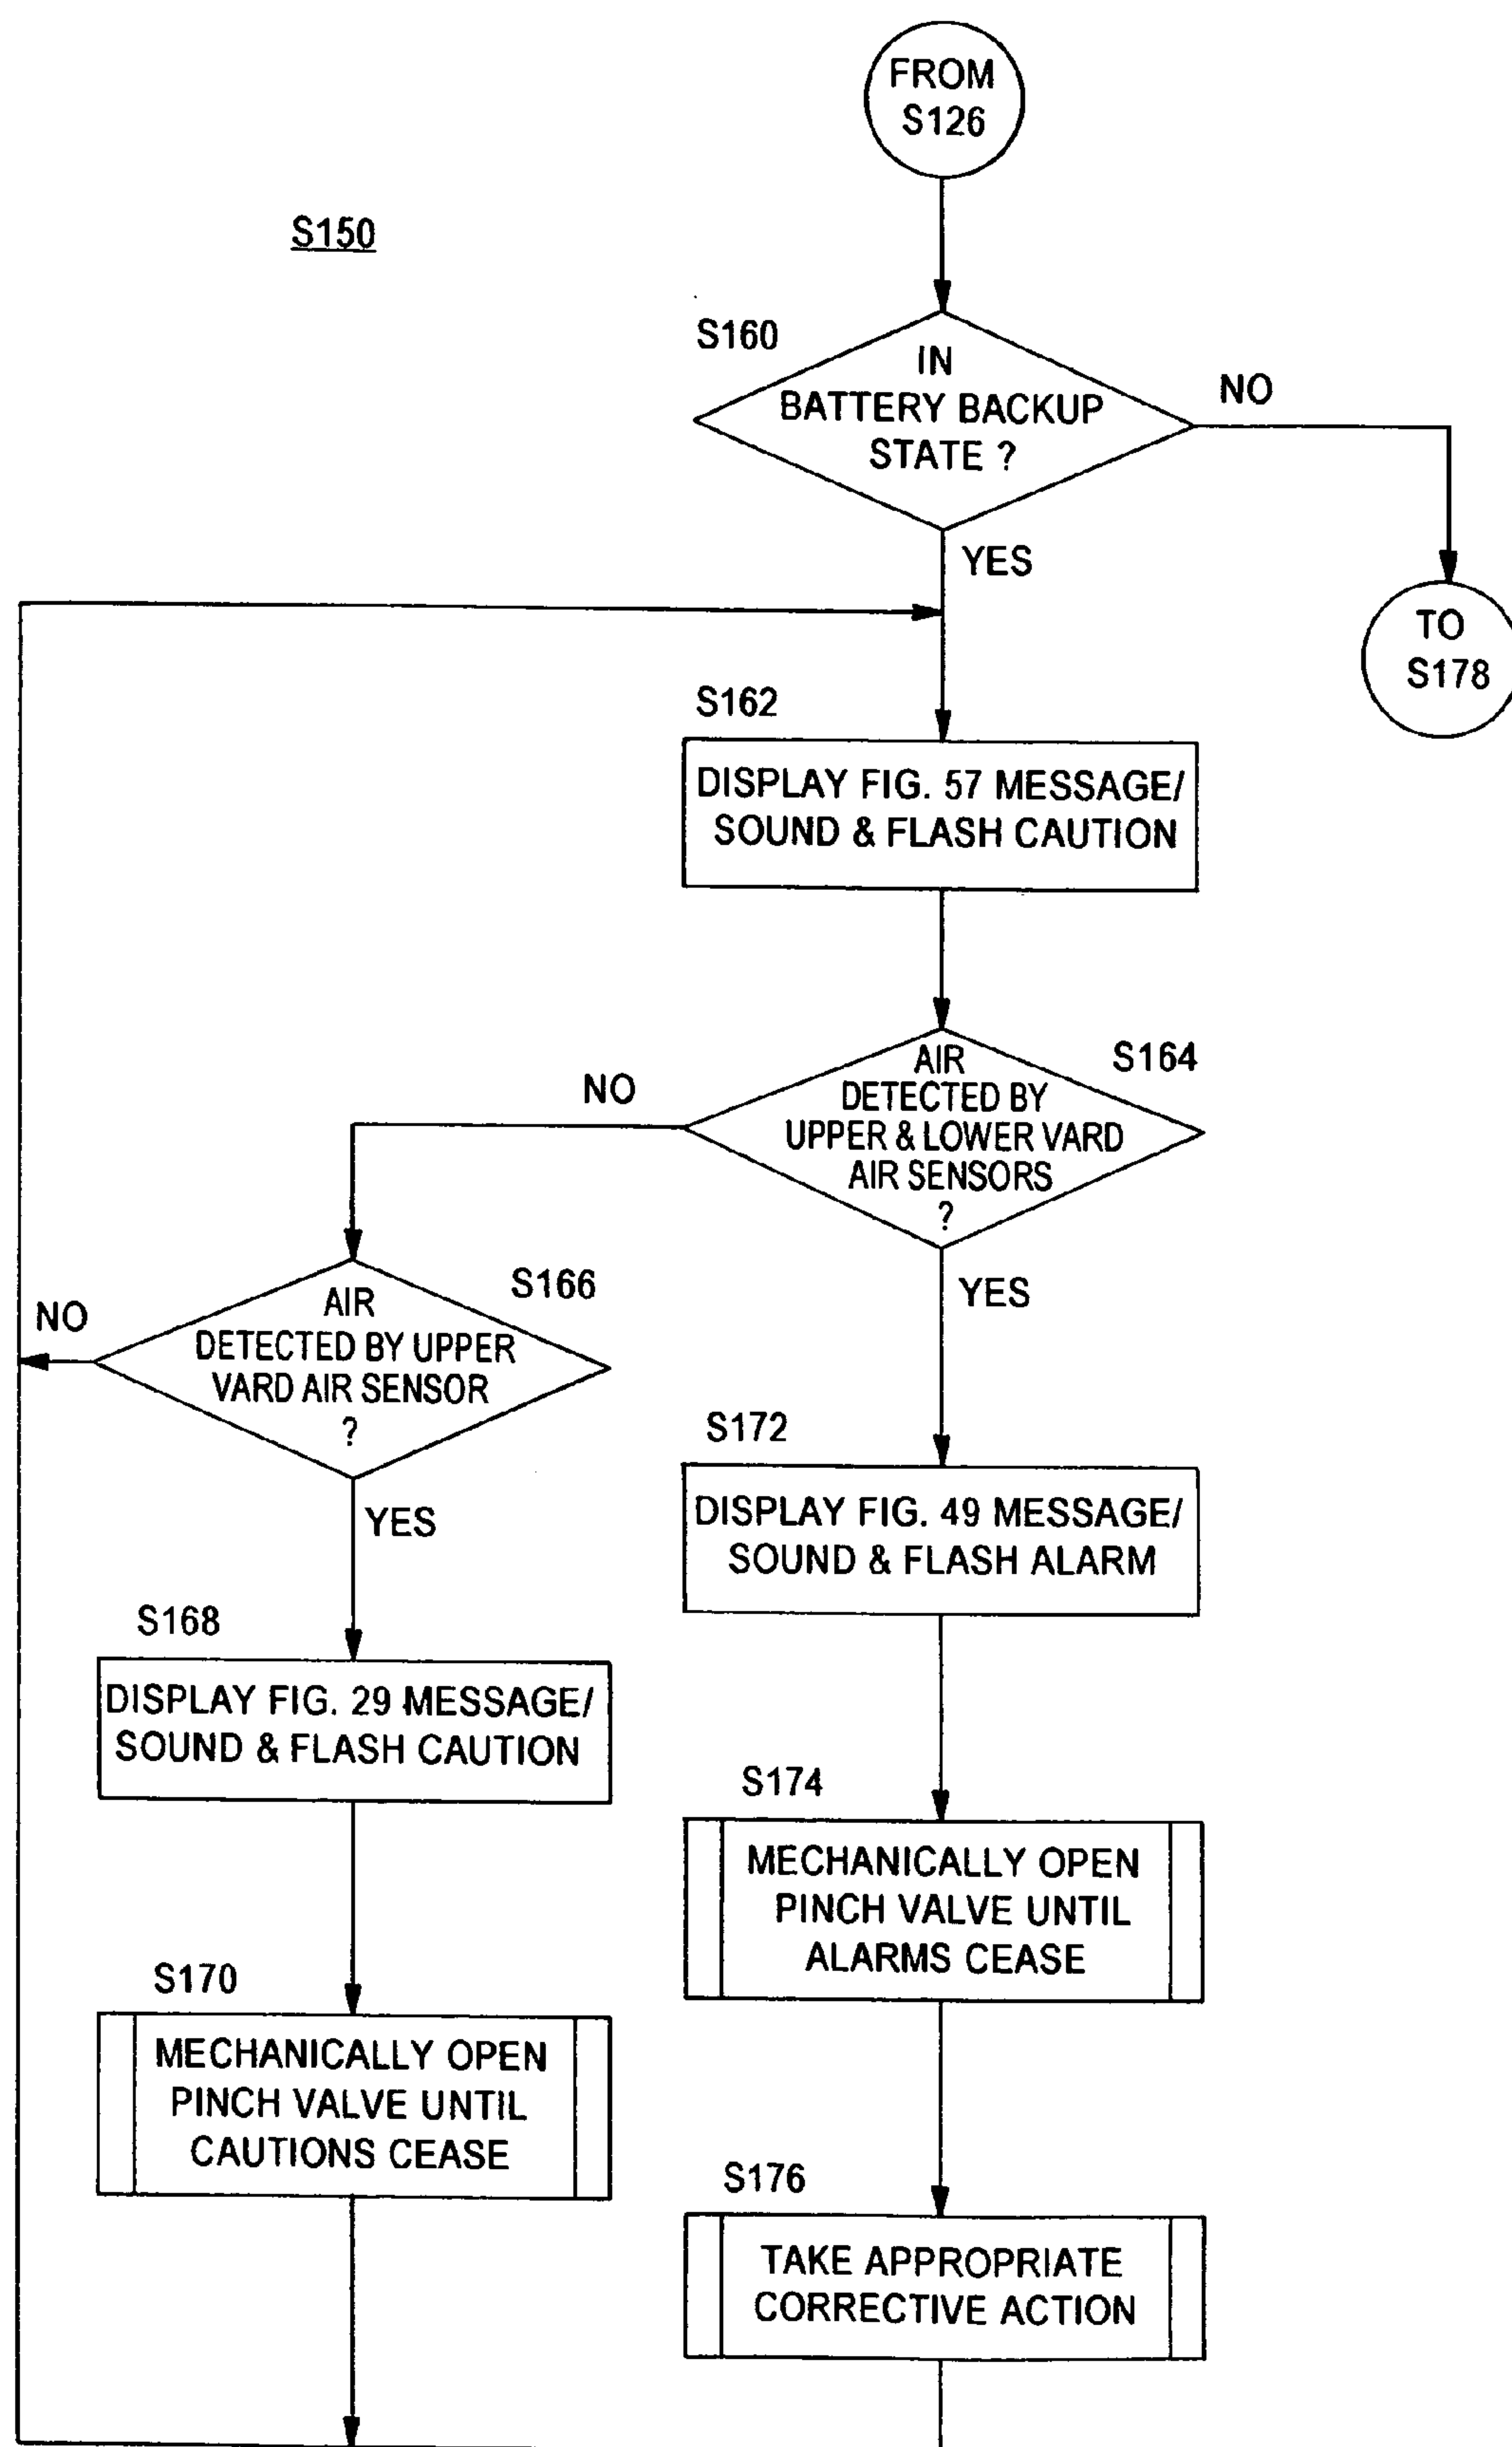 FROM
S126
S150
S160
IN
BATTERY BACKUP
STATE ?
NO
YES
TO
S178
S162
DISPLAY FIG. 57 MESSAGE/
SOUND & FLASH CAUTION
S164
AIR
DETECTED BY
UPPER & LOWER VARD
AIR SENSORS
?
NO
YES
S166
AIR
DETECTED BY UPPER
VARD AIR SENSOR
?
NO
YES
S172
DISPLAY FIG. 49 MESSAGE/
SOUND & FLASH ALARM
S168
DISPLAY FIG. 29 MESSAGE/
SOUND & FLASH CAUTION
S174
MECHANICALLY OPEN
PINCH VALVE UNTIL
ALARMS CEASE
S170
MECHANICALLY OPEN
PINCH VALVE UNTIL
CAUTIONS CEASE
S176
TAKE APPROPRIATE
CORRECTIVE ACTION